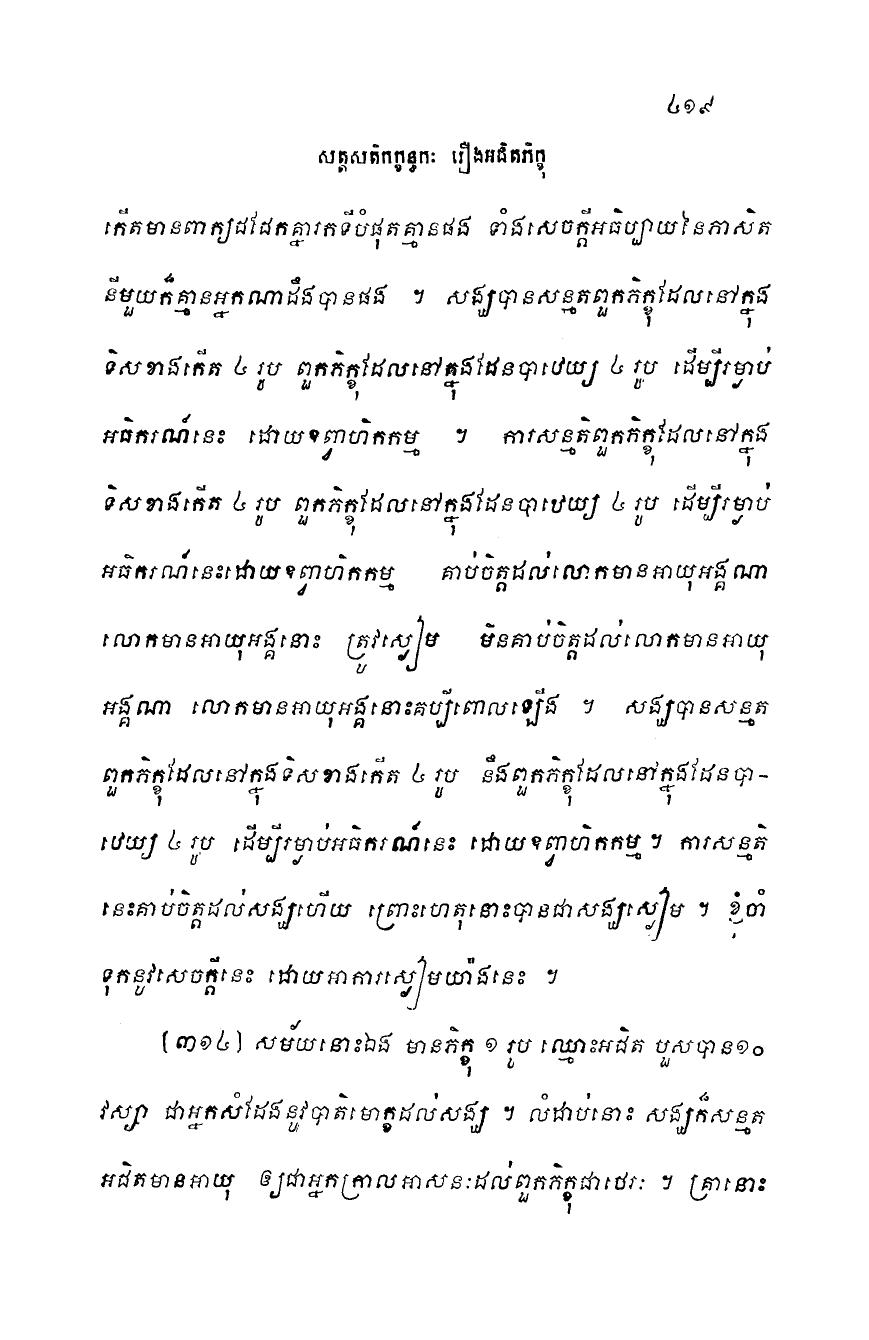 ៤១៩
សត្តសតិកក្ខន្ធកៈ រឿងអជិតភិក្ខុ
កើតមានពាក្យដដែកគ្នារកទីបំផុតគ្មានផង ទាំងសេចក្តីអធិប្បាយនៃភាសិត
នីមួយក៏គ្មានអ្នកណាដឹងបានផង ។ សង្ឃបានសន្មតពួកភិក្ខុដែលនៅក្នុង
ទិសខាងកើត ៤ រូប ពួកភិក្ខុដែលនៅក្នុងដែនបាឋេយ្យ ៤ រូប ដើម្បីរម្ងាប់
អធិករណ៍នេះ ដោយឧព្វាហិកកម្ម ។ ការសន្មតិពួកភិក្ខុដែលនៅក្នុង
ទិសខាងកើត ៤ រូប ពួកភិក្ខុដែលនៅក្នុងដែនបាឋេយ្យ ៤ រូប ដើម្បីរម្ងាប់
អធិករណ៍នេះដោយឧព្វាហិកកម្ម គាប់ចិត្តដល់លោកមានអាយុអង្គណា
លោកមានអាយុអង្គនោះ ត្រូវស្ងៀម មិនគាប់ចិត្តដល់លោកមានអាយុ
អង្គណា លោកមានអាយុអង្គនោះគប្បីពោលឡើង ។ សង្ឃបានសន្មត
ពួកភិក្ខុដែលនៅក្នុងទិសខាងកើត ៤ រូប នឹងពួកភិក្ខុដែលនៅក្នុងដែនបា-
ឋេយ្យ ៤ រូប ដើម្បីរម្ងាប់អធិករណ៍នេះ ដោយឧព្វាហិកកម្ម ។ ការសន្មតិ
នេះគាប់ចិត្តដល់សង្ឃហើយ ព្រោះហេតុនោះបានជាសង្ឃស្ងៀម ។ ខ្ញុំចាំ
ទុកនូវសេចក្តីនេះ ដោយអាការស្ងៀមយ៉ាងនេះ ។
(៣១៤) សម័យនោះឯង មានភិក្ខុ ១ រូប ឈ្មោះអជិត បួសបាន១០
វស្សា ជាអ្នកសំដែងនូវបាតិមោក្ខដល់សង្ឃ ។ លំដាប់នោះ សង្ឃក៏សន្មត
អជិតមានអាយុ ឲ្យជាអ្នកក្រាលអាសនៈដល់ពួកភិក្ខុជាថេរៈ ។ គ្រានោះ